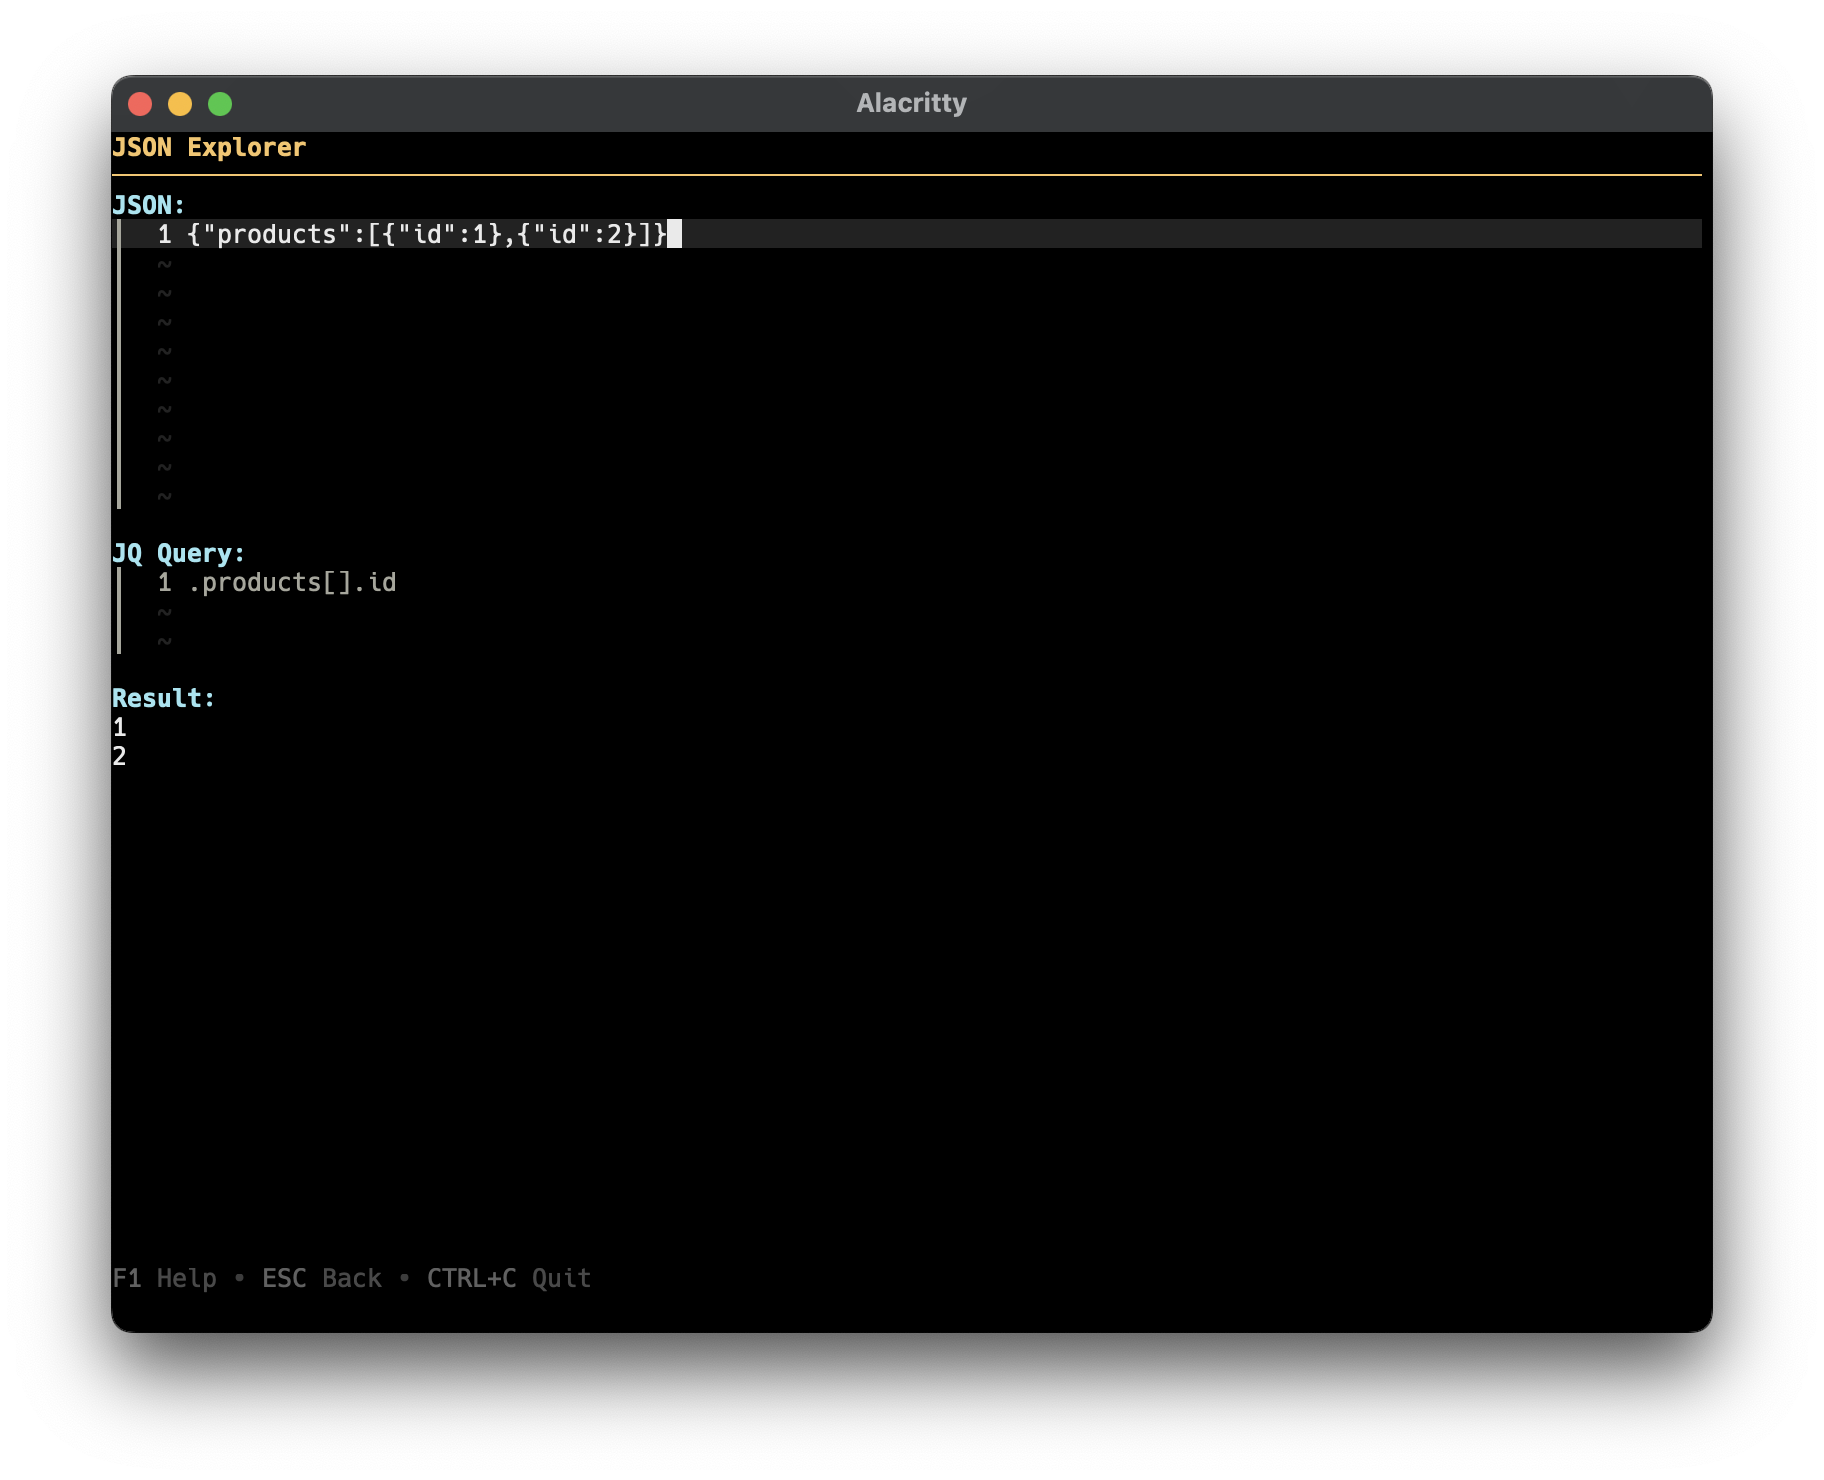 Alacritty
JSON Explorer
JSON:
1 {"products":[{"id":1},{"id":2}]}
~
~
~
~
~
~
~
~
~
JQ Query:
1 .products[].id
~
~
Result:
1
2
F1 Help • ESC Back • CTRL+C Quit